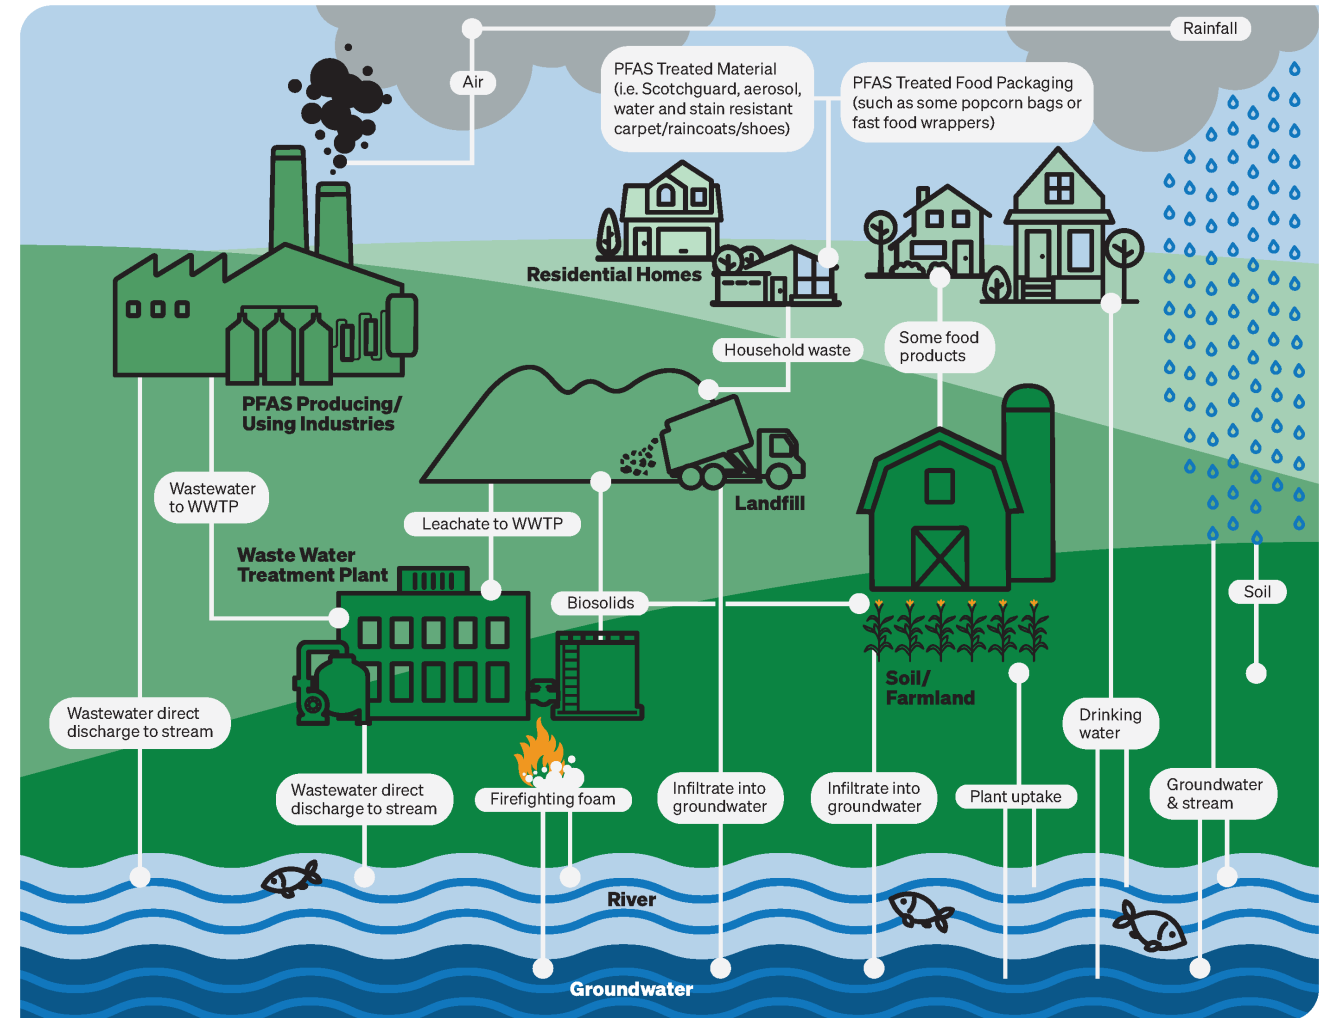 Rainfall
Air
PFAS Treated Material
(i.e. Scotchguard, aerosol,
water and stain resistant
carpet/raincoats/shoes)
PFAS Treated Food Packaging
(such as some popcorn bags or
fast food wrappers)
Residential Homes
Household waste
Some food
products
PFAS Producing/
Using Industries
Wastewater
to WWTP
Landfill
Leachate to WWTP
Waste Water
Treatment Plant
Biosolids
Soil
Soil/
Farmland
Wastewater direct
discharge to stream
Drinking
water
Wastewater direct
discharge to stream
Firefighting foam
Infiltrate into
groundwater
Infiltrate into
groundwater
Plant uptake
Groundwater
& stream
River
Groundwater